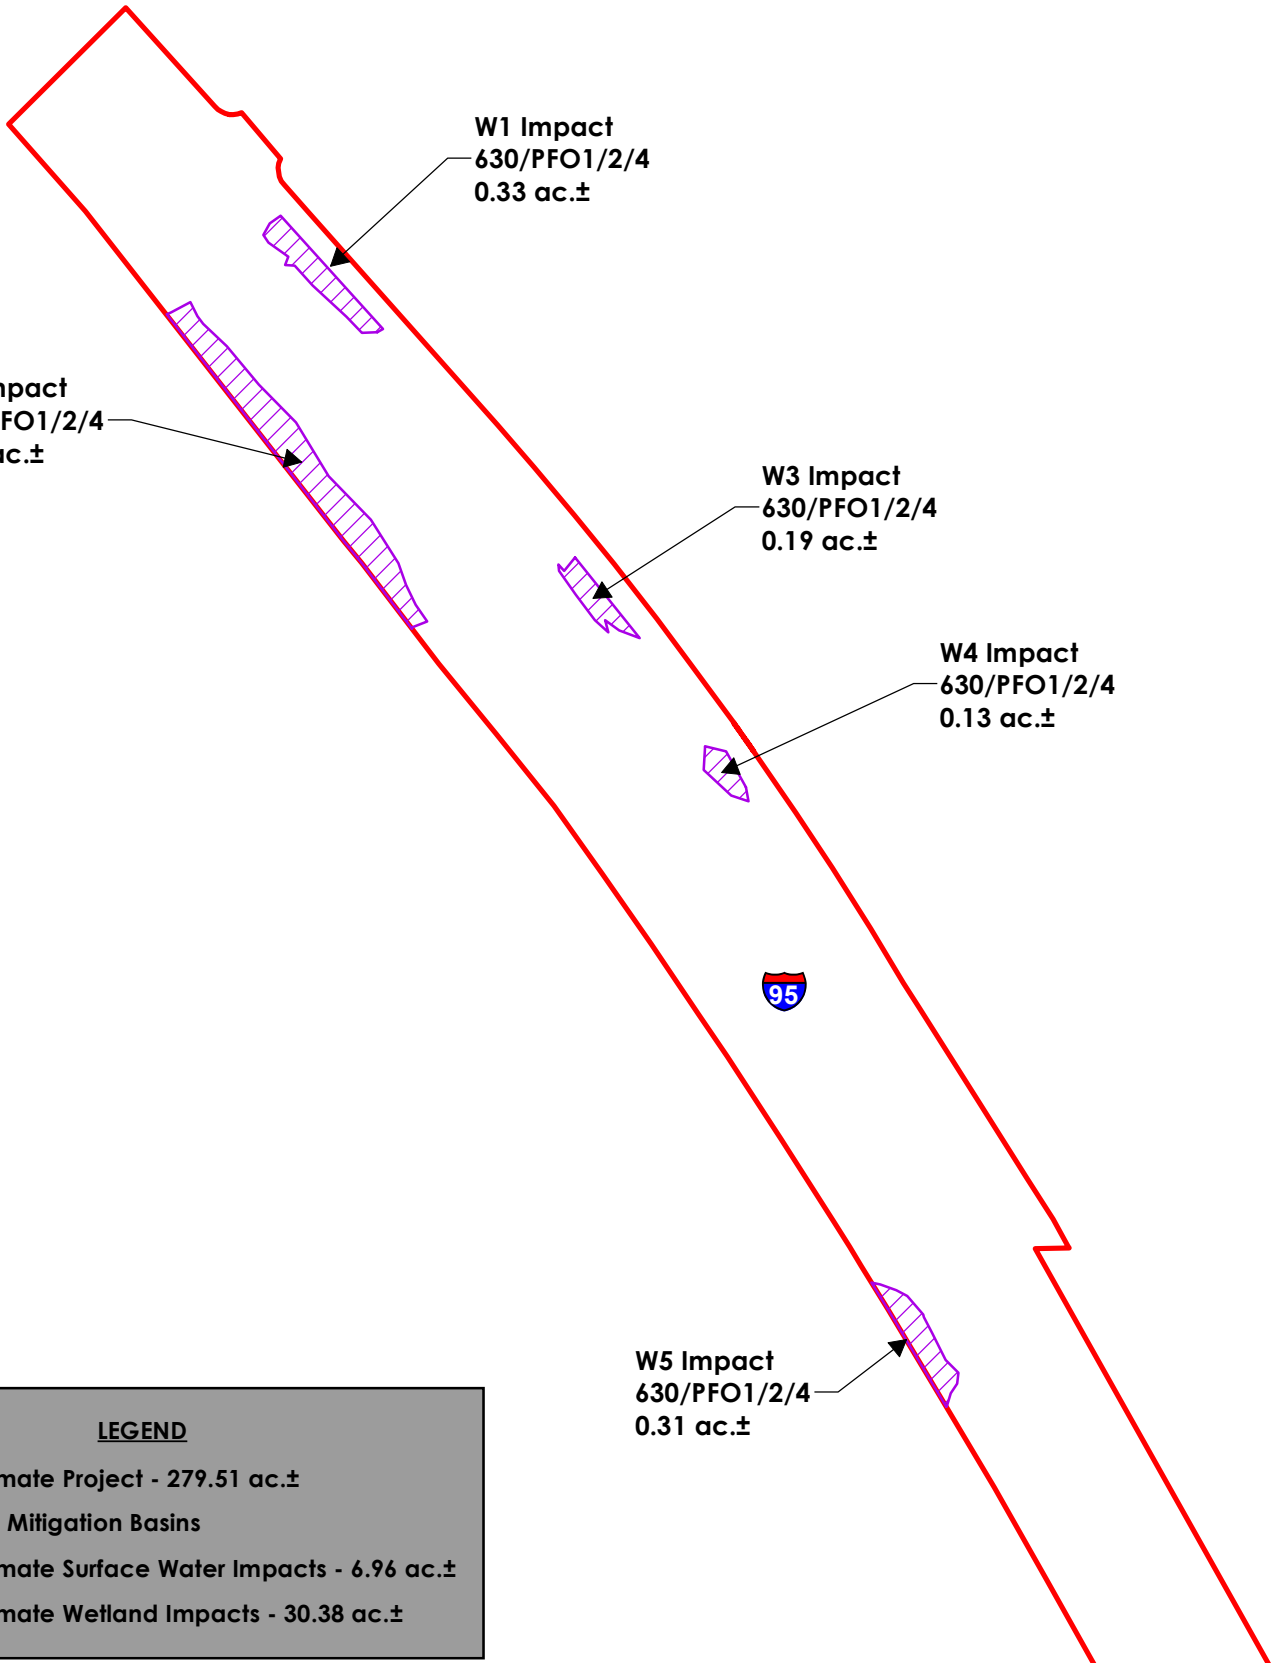 W1 Impact
630/PFO1/2/4
0.33 ac.±
mpact
FO1/2/4
ac.±
W3 Impact
630/PFO1/2/4
0.19 ac.±
W4 Impact
630/PFO1/2/4
0.13 ac.±
95
W5 Impact
630/PFO1/2/4
0.31 ac.±
LEGEND
mate Project - 279.51 ac.±
Mitigation Basins
mate Surface Water Impacts - 6.96 ac.±
mate Wetland Impacts - 30.38 ac.±